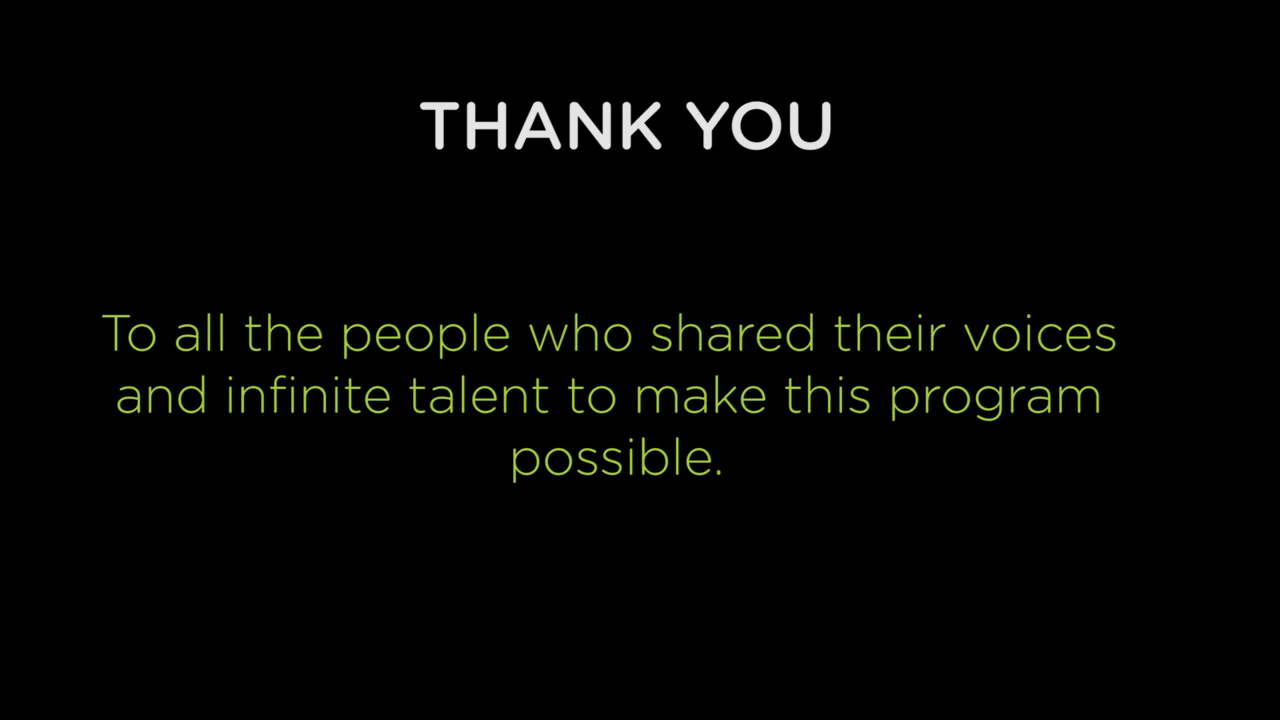 THANK YOU
To all the people who shared their voices
and infinite talent to make this program
possible.